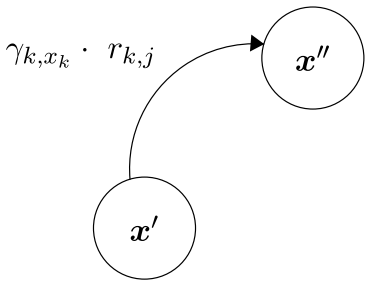 γ_{k,x_k} · r_{k,j}
x′′
x′